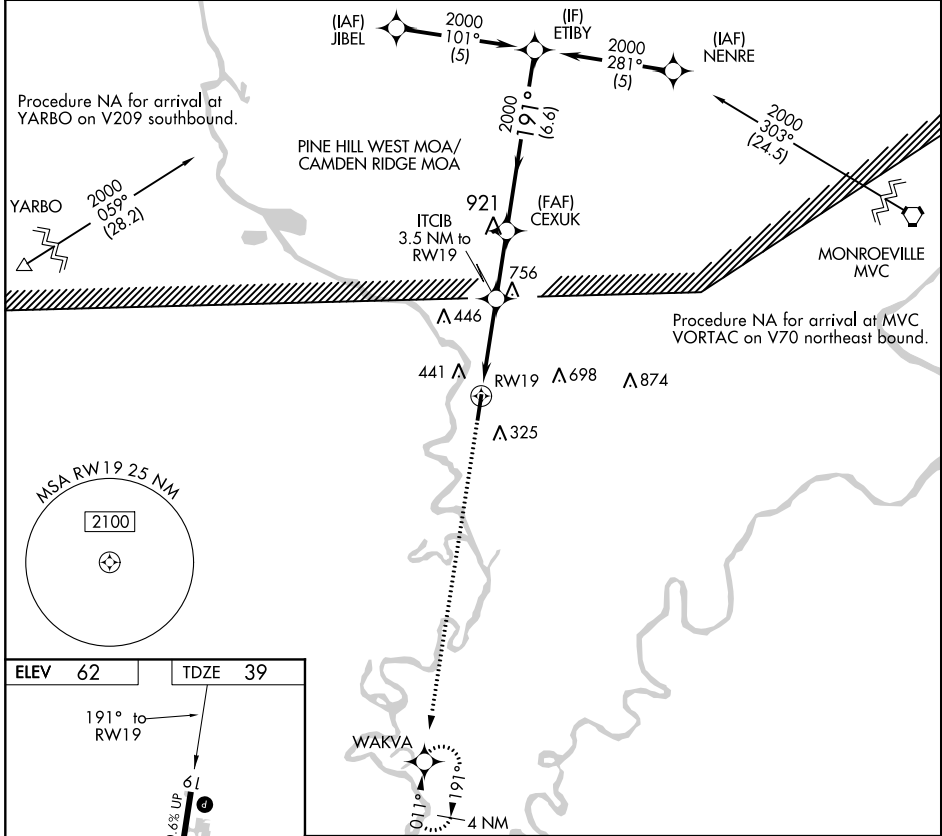 (IAF)
JIBEL
2000
101°
(5)
(IF)
ETIBY
2000
281°
(5)
(IAF)
NENRE
Procedure NA for arrival at
YARBO on V209 southbound.
2000
191°
(6.6)
2000
303°
(24.5)
PINE HILL WEST MOA/
CAMDEN RIDGE MOA
YARBO
2000
059°
(28.2)
921
(FAF)
CEXUK
ITCIB
3.5 NM to
RW19
MONROEVILLE
MVC
756
446
Procedure NA for arrival at MVC
VORTAC on V70 northeast bound.
441
RW19
698
874
325
MSA RW19 25 NM
2100
ELEV 62
TDZE 39
191° to
RW19
19
P
.6% UP
WAKVA
011°
191°
4 NM